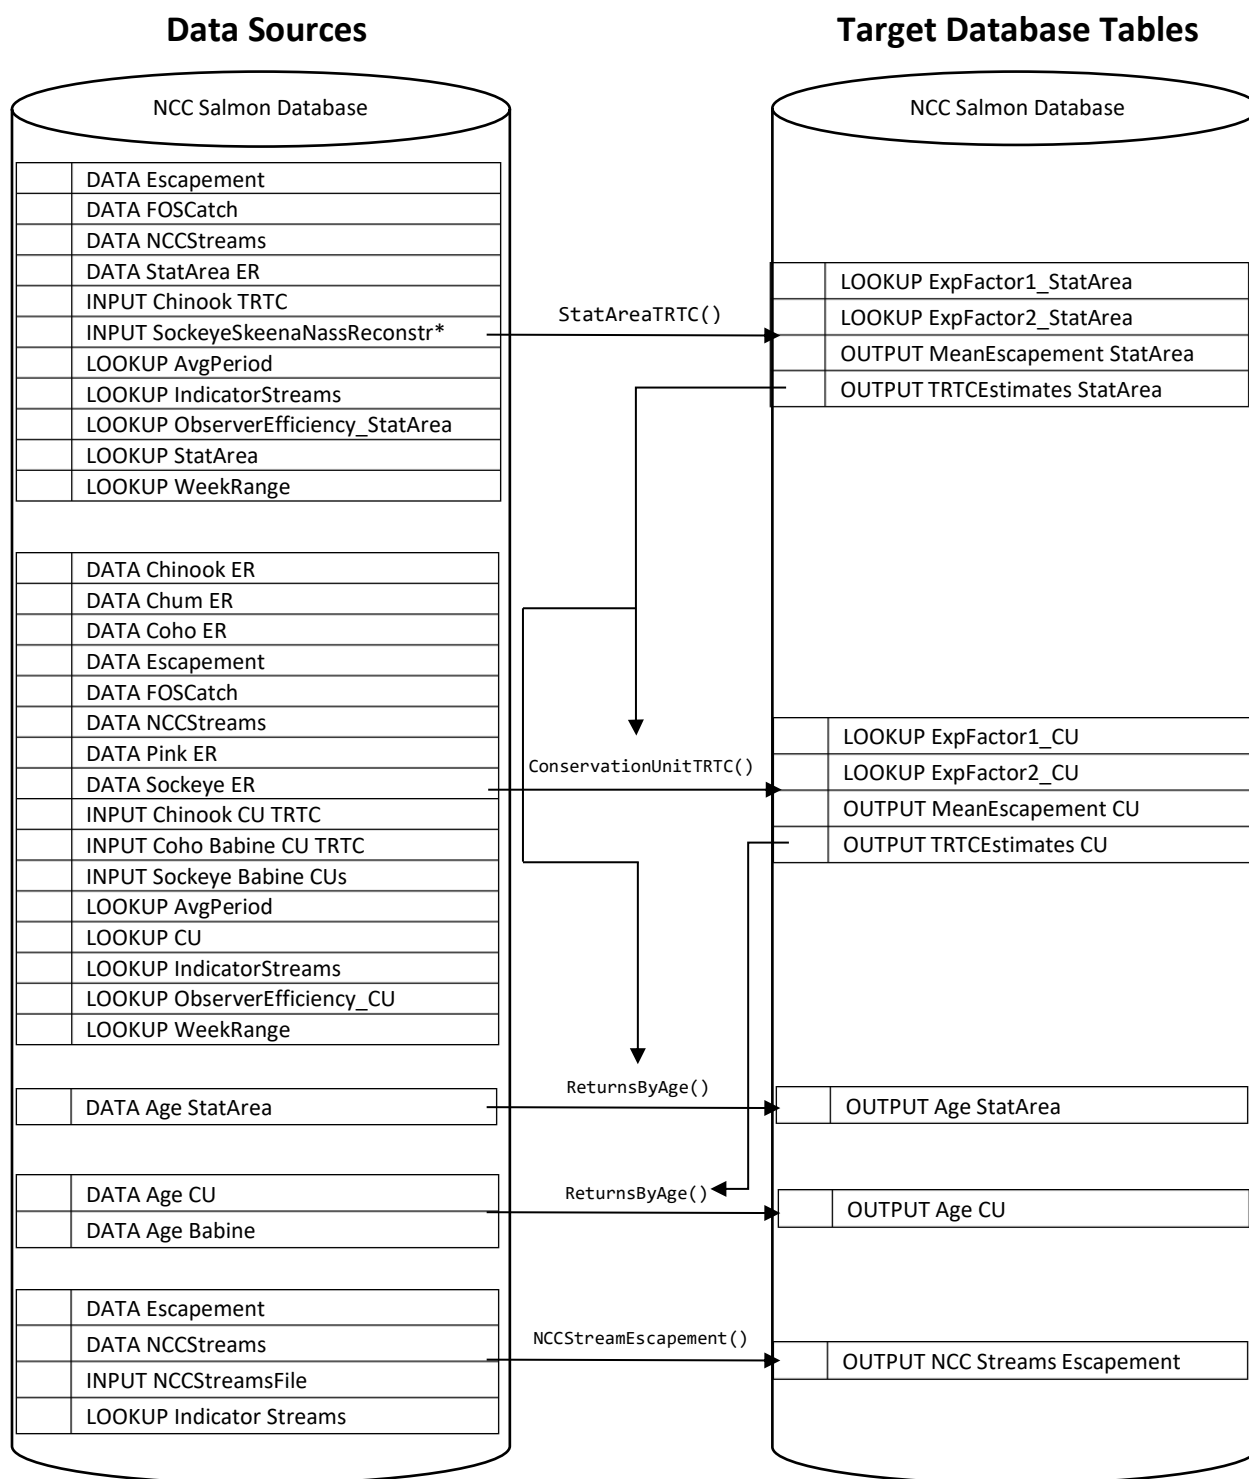 Data Sources
Target Database Tables
NCC Salmon Database
NCC Salmon Database
DATA Escapement
DATA FOSCatch
DATA NCCStreams
DATA StatArea ER
INPUT Chinook TRTC
INPUT SockeyeSkeenaNassReconstr*
LOOKUP AvgPeriod
LOOKUP IndicatorStreams
LOOKUP ObserverEfficiency_StatArea
LOOKUP StatArea
LOOKUP WeekRange
StatAreaTRTC()
LOOKUP ExpFactor1_StatArea
LOOKUP ExpFactor2_StatArea
OUTPUT MeanEscapement StatArea
OUTPUT TRTCEstimates StatArea
DATA Chinook ER
DATA Chum ER
DATA Coho ER
DATA Escapement
DATA FOSCatch
DATA NCCStreams
DATA Pink ER
DATA Sockeye ER
INPUT Chinook CU TRTC
INPUT Coho Babine CU TRTC
INPUT Sockeye Babine CUs
LOOKUP AvgPeriod
LOOKUP CU
LOOKUP IndicatorStreams
LOOKUP ObserverEfficiency_CU
LOOKUP WeekRange
ConservationUnitTRTC()
LOOKUP ExpFactor1_CU
LOOKUP ExpFactor2_CU
OUTPUT MeanEscapement CU
OUTPUT TRTCEstimates CU
DATA Age StatArea
ReturnsByAge()
OUTPUT Age StatArea
DATA Age CU
DATA Age Babine
ReturnsByAge()
OUTPUT Age CU
DATA Escapement
DATA NCCStreams
INPUT NCCStreamsFile
LOOKUP Indicator Streams
NCCStreamEscapement()
OUTPUT NCC Streams Escapement